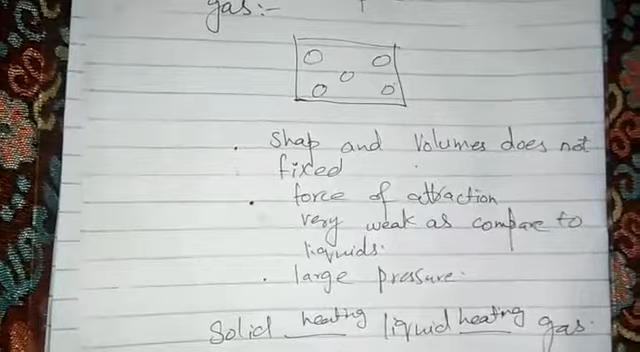 gas:-
. Shap and Volumes does not
fixed
. force of attraction
very weak as compare to
liquids.
. large pressure.
Solid heating liquid heating gas.